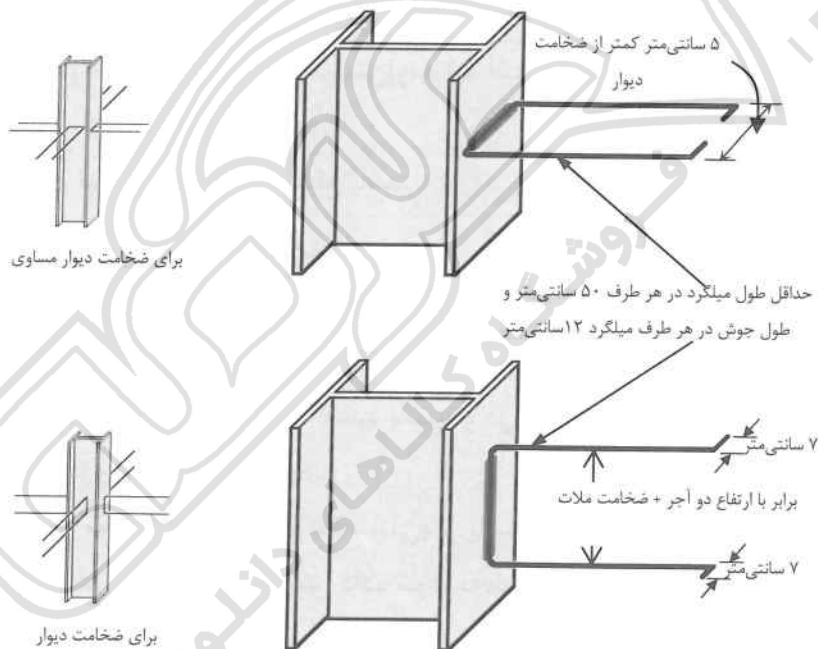 ۵ سانتی‌متر کمتر از ضخامت
دیوار
برای ضخامت دیوار مساوی
حداقل طول میلگرد در هر طرف ۵۰ سانتی‌متر و
طول جوش در هر طرف میلگرد ۱۲سانتی‌متر
۷ سانتی‌متر
برابر با ارتفاع دو آجر + ضخامت ملات
۷ سانتی‌متر
برای ضخامت دیوار
فروشگاه کالاهای